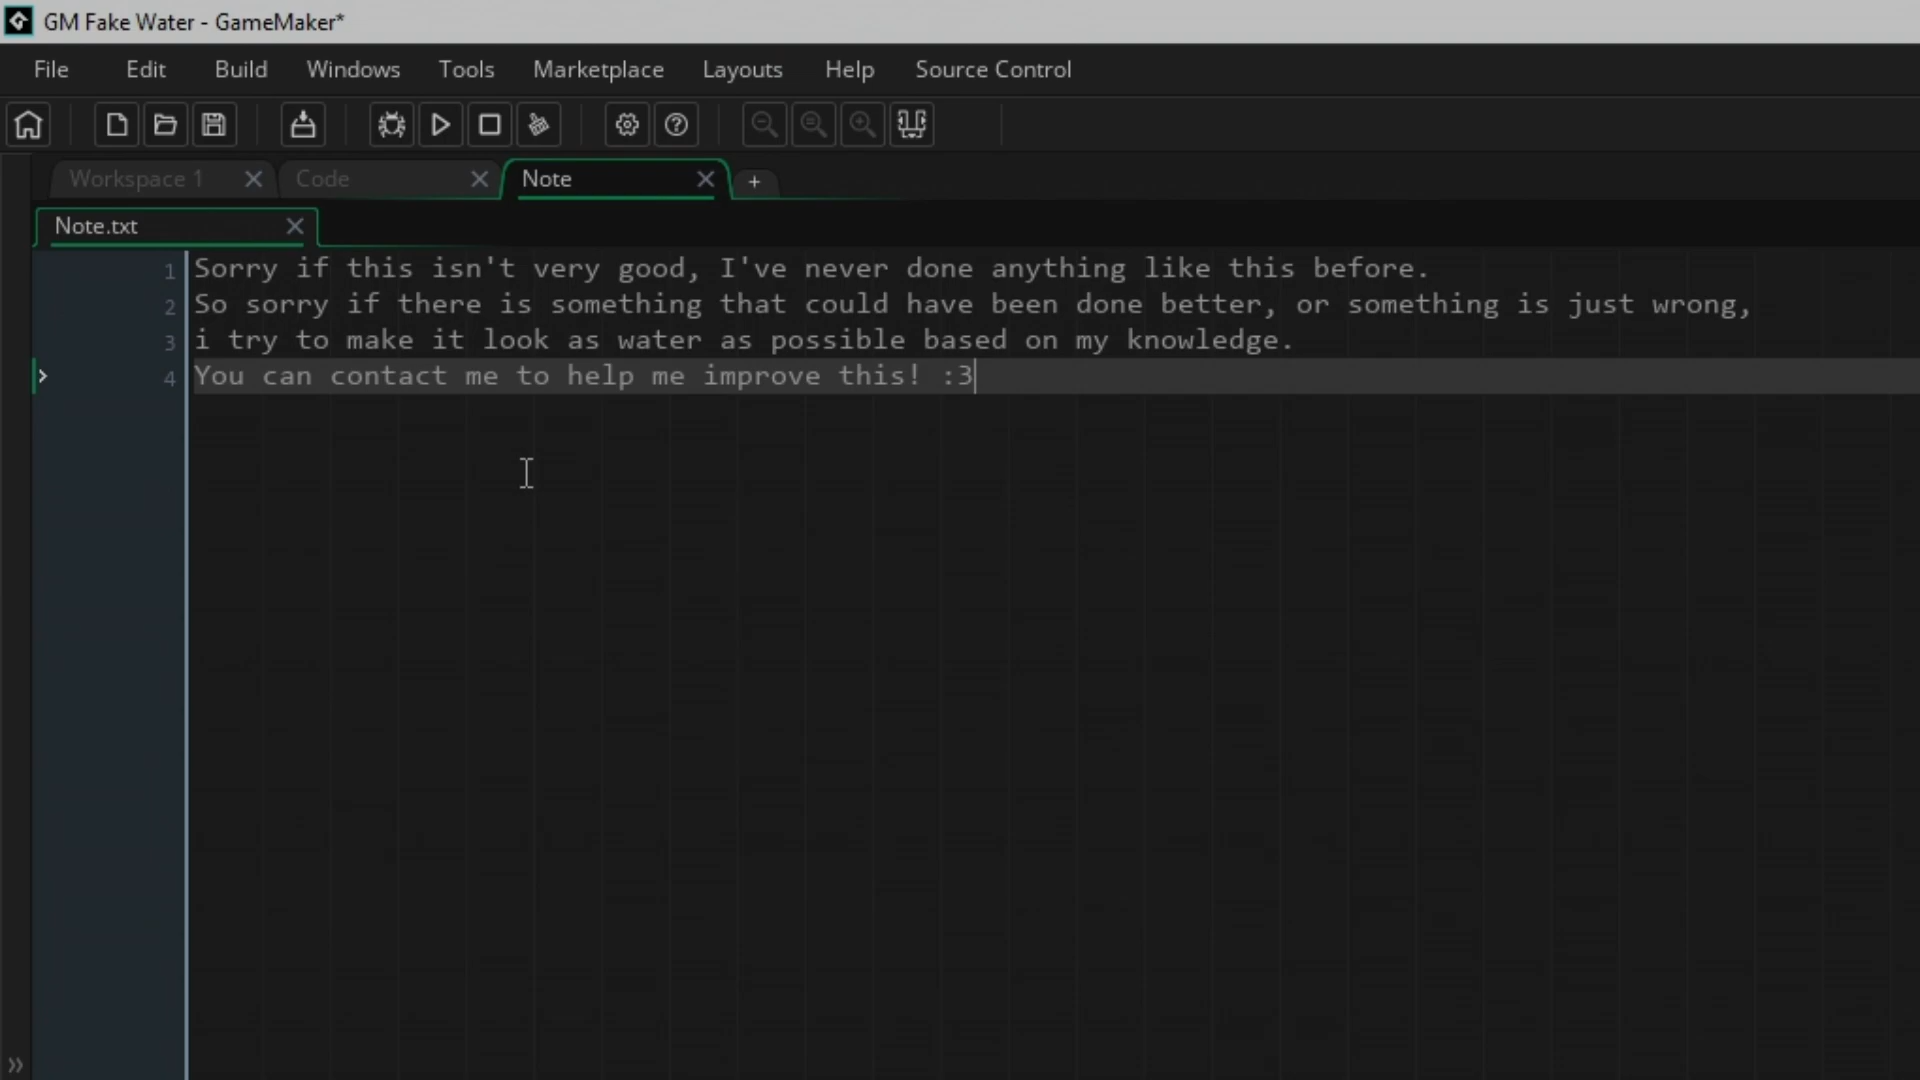 GM Fake Water - GameMaker*
File Edit Build Windows Tools Marketplace Layouts Help Source Control
Workspace 1 Code Note
Note.txt
1 Sorry if this isn't very good, I've never done anything like this before.
2 So sorry if there is something that could have been done better, or something is just wrong,
3 i try to make it look as water as possible based on my knowledge.
4 You can contact me to help me improve this! :3